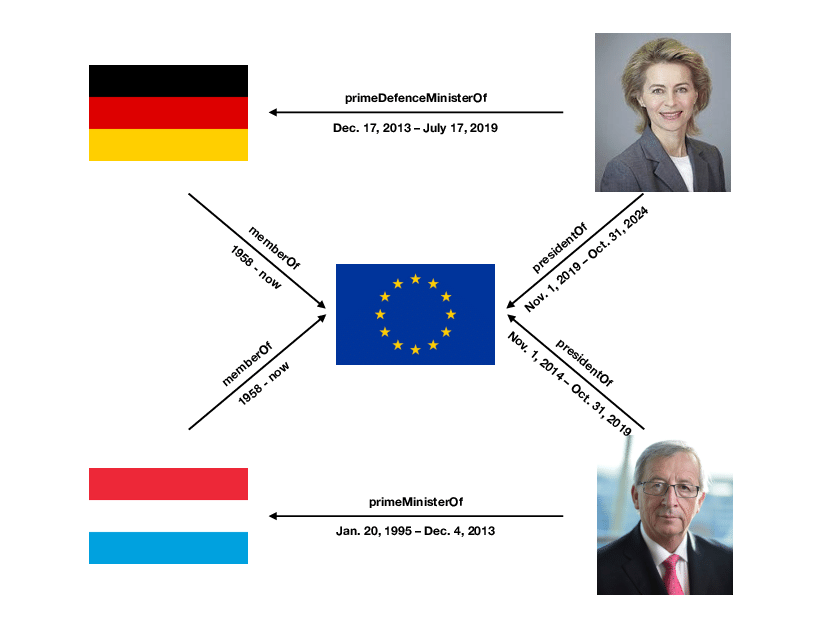 primeDefenceMinisterOf
Dec. 17, 2013 – July 17, 2019
memberOf
1958 - now
presidentOf
Nov. 1, 2019 – Oct. 31, 2024
memberOf
1958 - now
presidentOf
Nov. 1, 2014 – Oct. 31, 2019
primeMinisterOf
Jan. 20, 1995 – Dec. 4, 2013